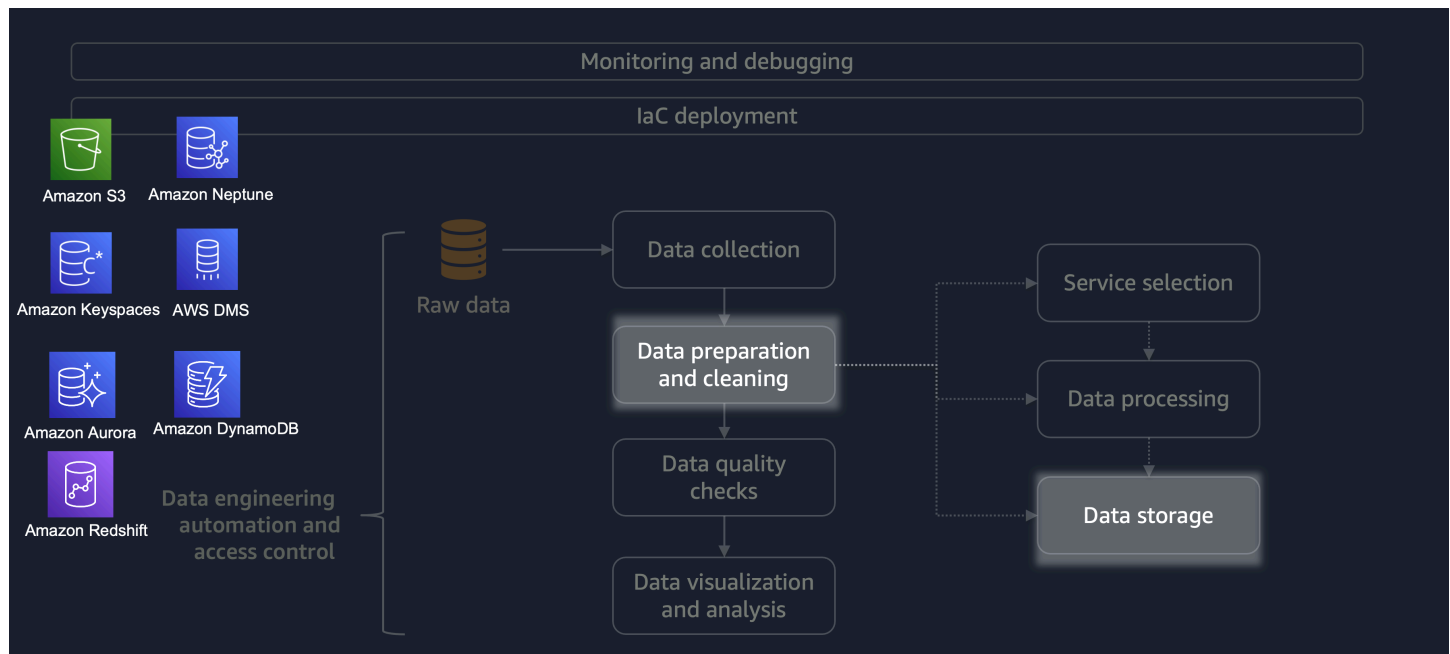 Monitoring and debugging
IaC deployment
Amazon S3
Amazon Neptune
Amazon Keyspaces
AWS DMS
Amazon Aurora
Amazon DynamoDB
Amazon Redshift
Data engineering
automation and
access control
Raw data
Data collection
Data preparation
and cleaning
Data quality
checks
Data visualization
and analysis
Service selection
Data processing
Data storage